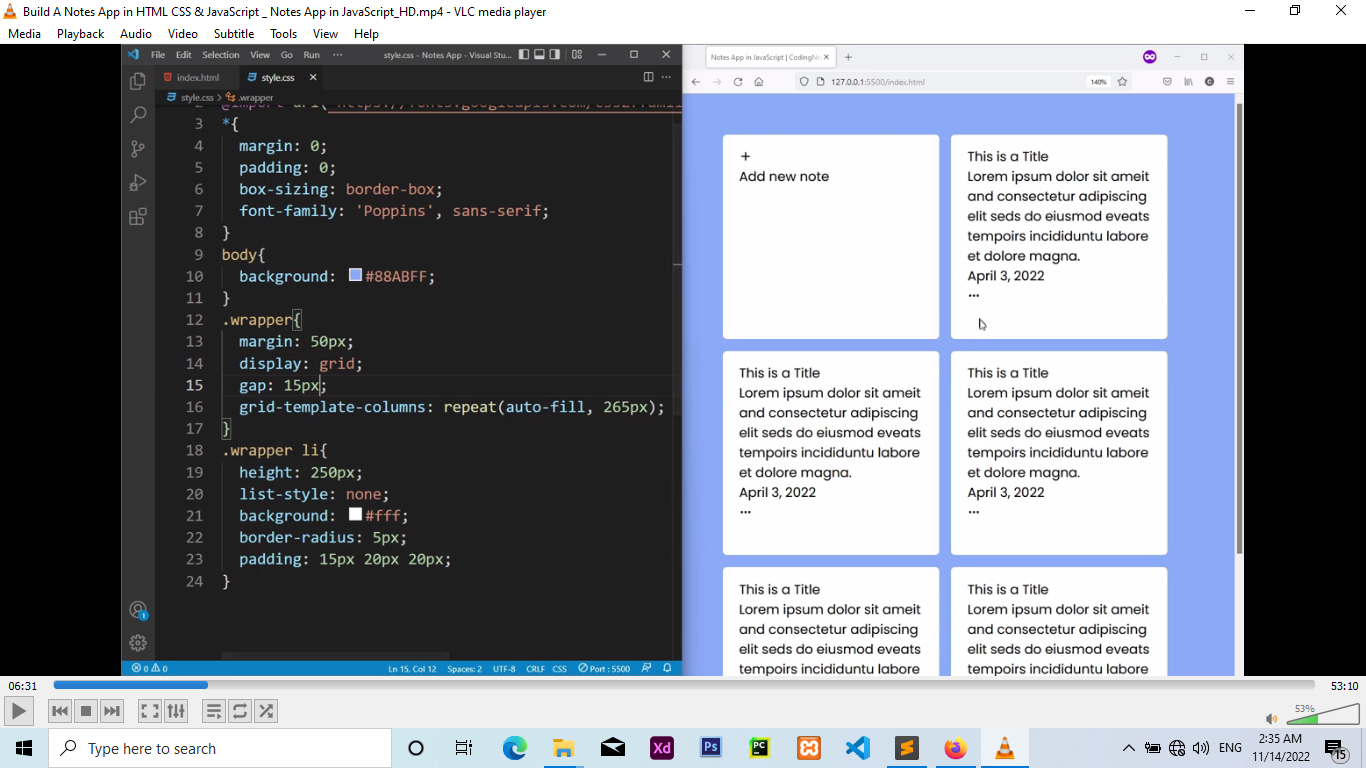 Build A Notes App in HTML CSS & JavaScript _ Notes App in JavaScript_HD.mp4 - VLC media player
Media Playback Audio Video Subtitle Tools View Help
File Edit Selection View Go Run ··· style.css - Notes App - Visual Stu...
index.html style.css
style.css > .wrapper
3 *{
4 margin: 0;
5 padding: 0;
6 box-sizing: border-box;
7 font-family: 'Poppins', sans-serif;
8 }
9 body{
10 background: #88ABFF;
11 }
12 .wrapper{
13 margin: 50px;
14 display: grid;
15 gap: 15px;
16 grid-template-columns: repeat(auto-fill, 265px);
17 }
18 .wrapper li{
19 height: 250px;
20 list-style: none;
21 background: #fff;
22 border-radius: 5px;
23 padding: 15px 20px 20px;
24 }
1
0 0 Ln 15, Col 12 Spaces: 2 UTF-8 CRLF CSS Port : 5500
Notes App in JavaScript | CodingN
127.0.0.1:5500/index.html 140%
+
Add new note
This is a Title
Lorem ipsum dolor sit ameit
and consectetur adipiscing
elit seds do eiusmod eveats
tempoirs incididuntu labore
et dolore magna.
April 3, 2022
···
This is a Title
Lorem ipsum dolor sit ameit
and consectetur adipiscing
elit seds do eiusmod eveats
tempoirs incididuntu labore
et dolore magna.
April 3, 2022
···
This is a Title
Lorem ipsum dolor sit ameit
and consectetur adipiscing
elit seds do eiusmod eveats
tempoirs incididuntu labore
et dolore magna.
April 3, 2022
···
This is a Title
Lorem ipsum dolor sit ameit
and consectetur adipiscing
elit seds do eiusmod eveats
tempoirs incididuntu labore
This is a Title
Lorem ipsum dolor sit ameit
and consectetur adipiscing
elit seds do eiusmod eveats
tempoirs incididuntu labore
06:31 53:10
53%
Type here to search
Xd Ps PC
ENG
2:35 AM
11/14/2022
15